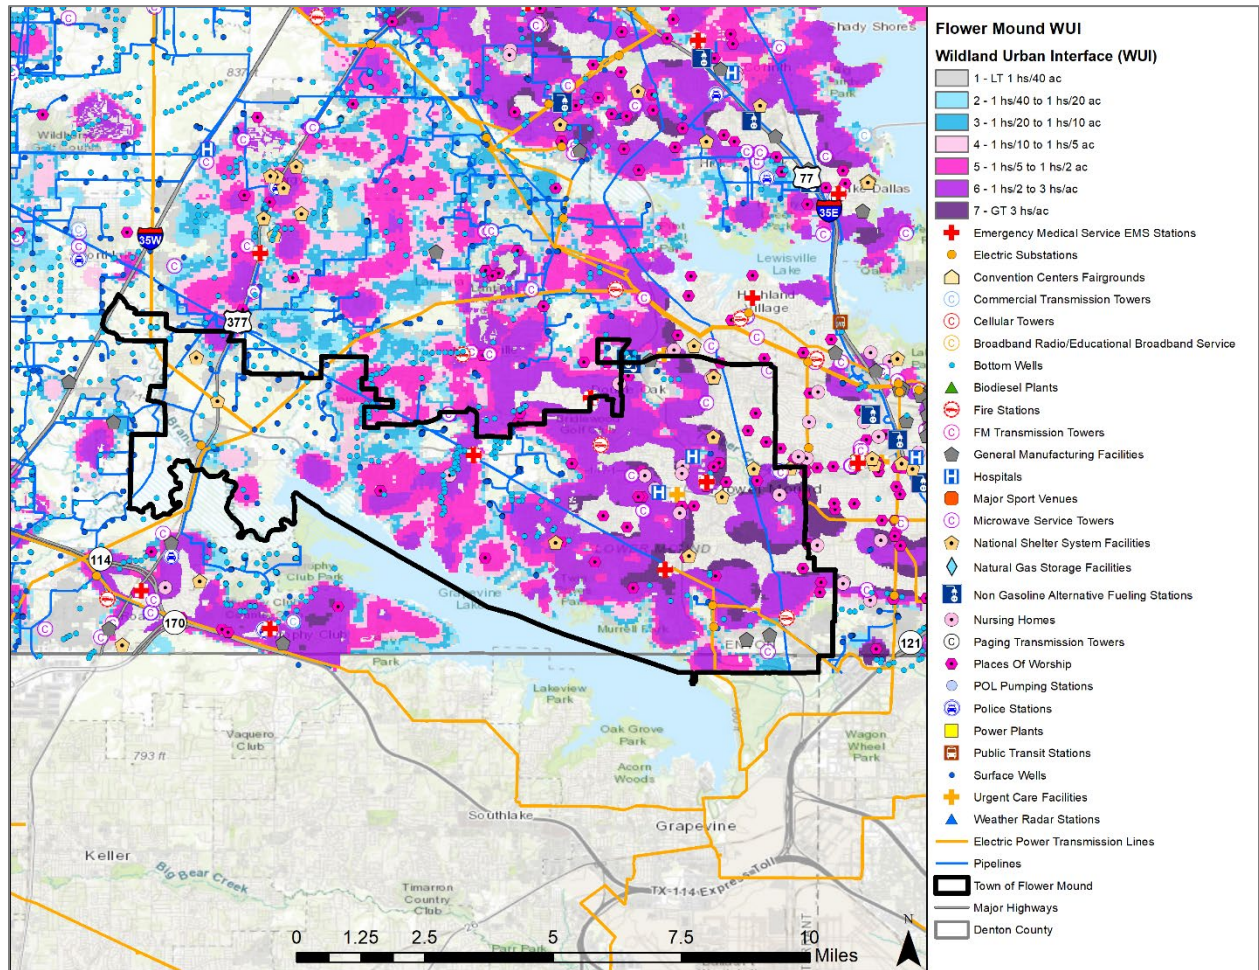 Shady Shores
Corinth
837 ft
77
35E
35W
Lewisville
Lake
Highland
Village
Lantana
377
114
170
121
Grapevine
Lake
Murrell Park
Park
Lakeview
Park
Oak Grove
Park
Acorn
Woods
Vaquero
Club
793 ft
Wagon
Wheel
Park
Southlake
Grapevine
Keller
Big Bear Creek
Timarron
Country
Club
TX-114 Express-Toll
Parr Park
0 1.25 2.5 5 7.5 10
Miles
N
Flower Mound WUI
Wildland Urban Interface (WUI)
1 - LT 1 hs/40 ac
2 - 1 hs/40 to 1 hs/20 ac
3 - 1 hs/20 to 1 hs/10 ac
4 - 1 hs/10 to 1 hs/5 ac
5 - 1 hs/5 to 1 hs/2 ac
6 - 1 hs/2 to 3 hs/ac
7 - GT 3 hs/ac
Emergency Medical Service EMS Stations
Electric Substations
Convention Centers Fairgrounds
Commercial Transmission Towers
Cellular Towers
Broadband Radio/Educational Broadband Service
Bottom Wells
Biodiesel Plants
Fire Stations
FM Transmission Towers
General Manufacturing Facilities
Hospitals
Major Sport Venues
Microwave Service Towers
National Shelter System Facilities
Natural Gas Storage Facilities
Non Gasoline Alternative Fueling Stations
Nursing Homes
Paging Transmission Towers
Places Of Worship
POL Pumping Stations
Police Stations
Power Plants
Public Transit Stations
Surface Wells
Urgent Care Facilities
Weather Radar Stations
Electric Power Transmission Lines
Pipelines
Town of Flower Mound
Major Highways
Denton County